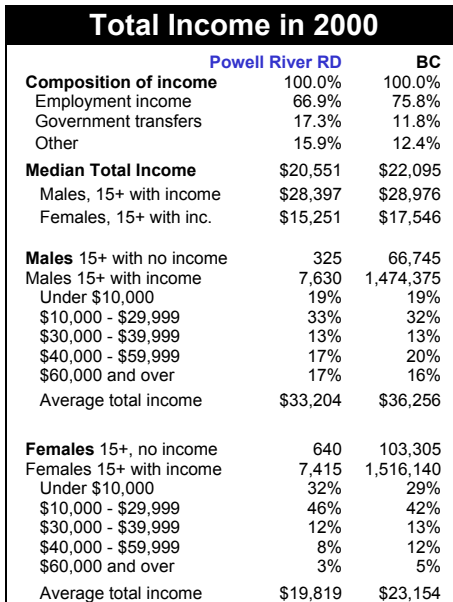 Total Income in 2000
Powell River RD BC
Composition of income 100.0% 100.0%
Employment income 66.9% 75.8%
Government transfers 17.3% 11.8%
Other 15.9% 12.4%
Median Total Income $20,551 $22,095
Males, 15+ with income $28,397 $28,976
Females, 15+ with inc. $15,251 $17,546
Males 15+ with no income 325 66,745
Males 15+ with income 7,630 1,474,375
Under $10,000 19% 19%
$10,000 - $29,999 33% 32%
$30,000 - $39,999 13% 13%
$40,000 - $59,999 17% 20%
$60,000 and over 17% 16%
Average total income $33,204 $36,256
Females 15+, no income 640 103,305
Females 15+ with income 7,415 1,516,140
Under $10,000 32% 29%
$10,000 - $29,999 46% 42%
$30,000 - $39,999 12% 13%
$40,000 - $59,999 8% 12%
$60,000 and over 3% 5%
Average total income $19,819 $23,154